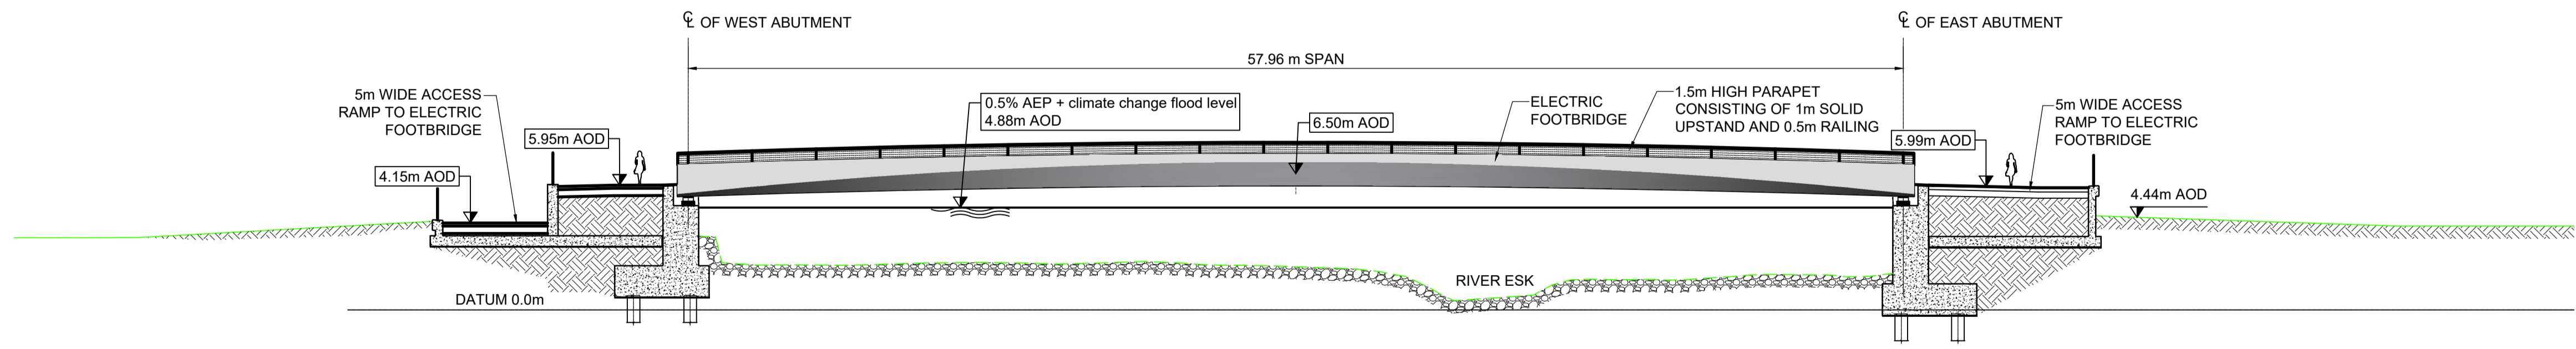 ℄ OF WEST ABUTMENT
℄ OF EAST ABUTMENT
57.96 m SPAN
5m WIDE ACCESS
RAMP TO ELECTRIC
FOOTBRIDGE
0.5% AEP + climate change flood level
4.88m AOD
6.50m AOD
ELECTRIC
FOOTBRIDGE
1.5m HIGH PARAPET
CONSISTING OF 1m SOLID
UPSTAND AND 0.5m RAILING
5m WIDE ACCESS
RAMP TO ELECTRIC
FOOTBRIDGE
5.95m AOD
5.99m AOD
4.15m AOD
4.44m AOD
RIVER ESK
DATUM 0.0m